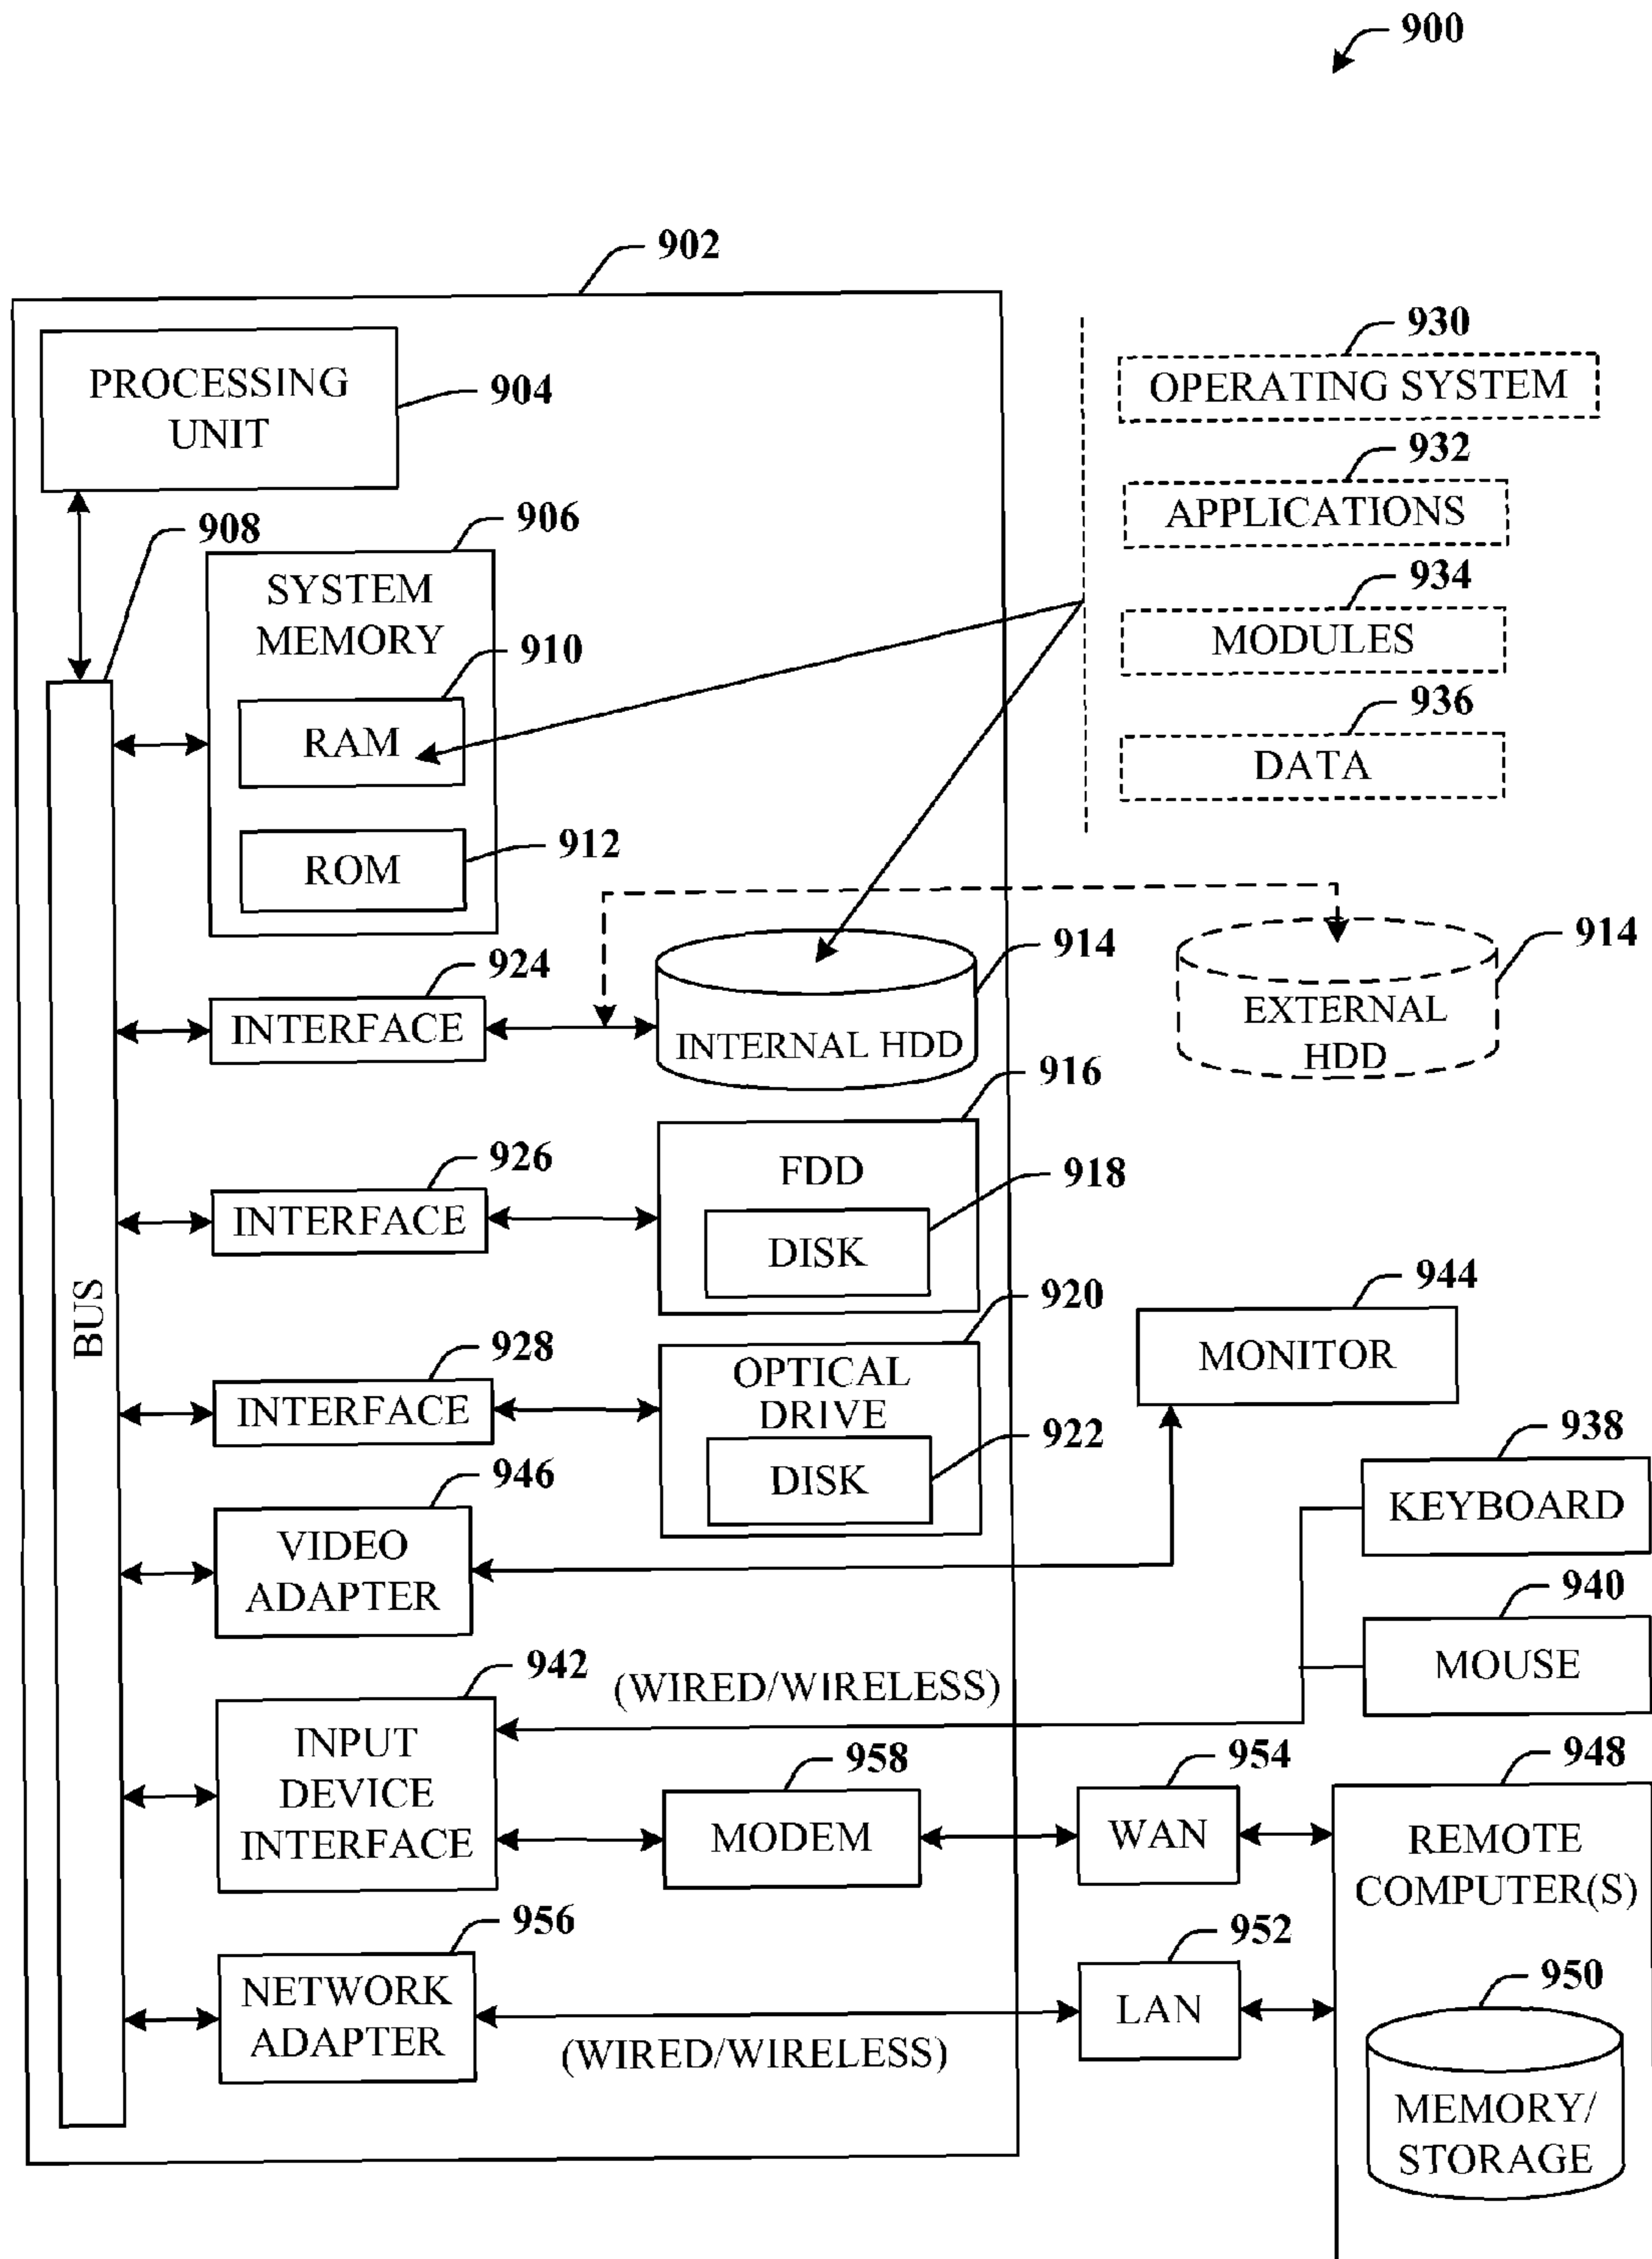 900
902
PROCESSING
UNIT
904
930
OPERATING SYSTEM
932
APPLICATIONS
934
MODULES
936
DATA
908
906
SYSTEM
MEMORY
910
RAM
912
ROM
924
INTERFACE
914
INTERNAL HDD
914
EXTERNAL
HDD
916
FDD
926
INTERFACE
918
DISK
BUS
920
OPTICAL
DRIVE
928
INTERFACE
922
DISK
944
MONITOR
938
KEYBOARD
946
VIDEO
ADAPTER
940
MOUSE
942
(WIRED/WIRELESS)
INPUT
DEVICE
INTERFACE
958
MODEM
954
WAN
948
REMOTE
COMPUTER(S)
956
NETWORK
ADAPTER
(WIRED/WIRELESS)
952
LAN
950
MEMORY/
STORAGE